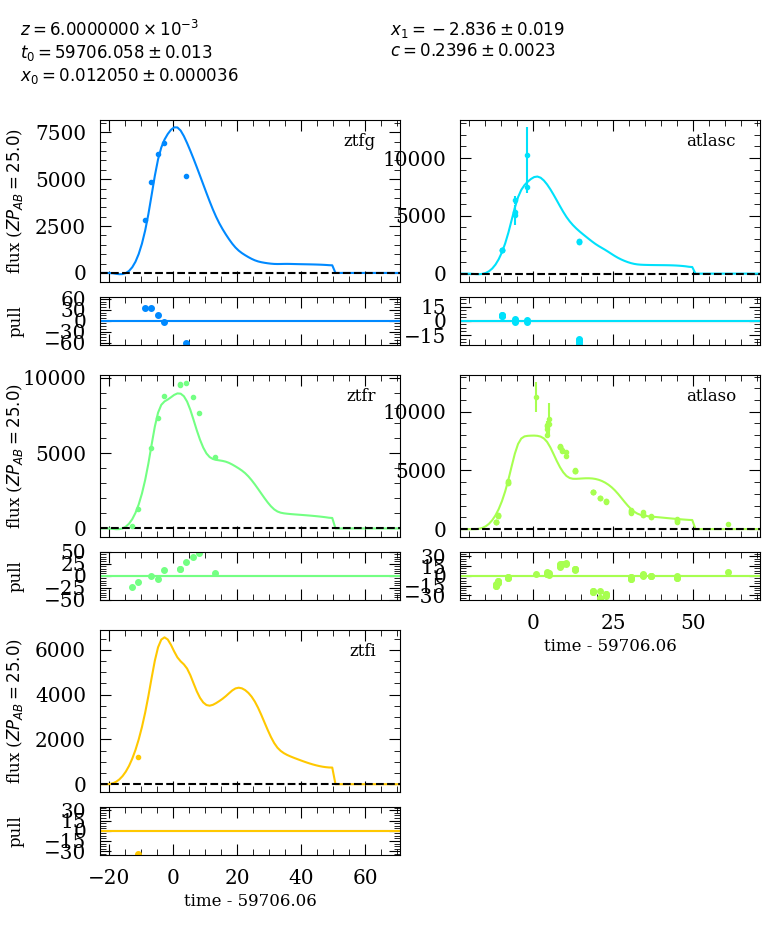 z = 6.0000000 × 10⁻³
t₀ = 59706.058 ± 0.013
x₀ = 0.012050 ± 0.000036
x₁ = −2.836 ± 0.019
c = 0.2396 ± 0.0023
ztfg
7500
5000
2500
0
flux (ZP_AB = 25.0)
60
30
0
−30
−60
pull
atlasc
10000
5000
0
15
0
−15
ztfr
10000
5000
0
flux (ZP_AB = 25.0)
50
25
0
−25
−50
pull
atlaso
10000
5000
0
30
15
0
−15
−30
0 25 50
time - 59706.06
ztfi
6000
4000
2000
0
flux (ZP_AB = 25.0)
30
15
0
−15
−30
pull
−20 0 20 40 60
time - 59706.06